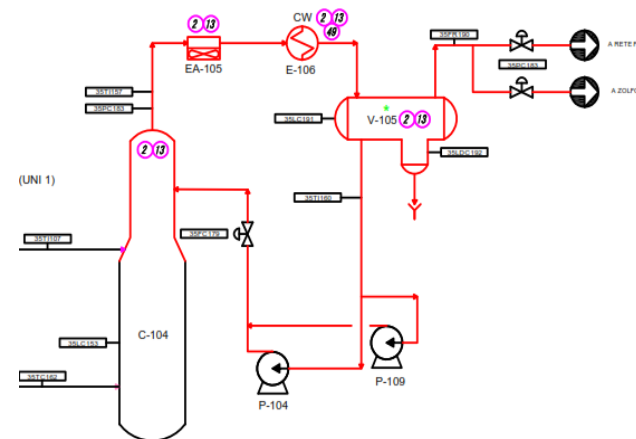 2 13
CW 2 13
49
35FR190
A RETE F
EA-105
E-106
35PC183
35TI157
35PC183
A ZOLFO
35LC191
V-105 2 13
2 13
35LDC192
(UNI 1)
35TI160
35TI107
35FC179
C-104
35LC153
P-109
35TC162
P-104